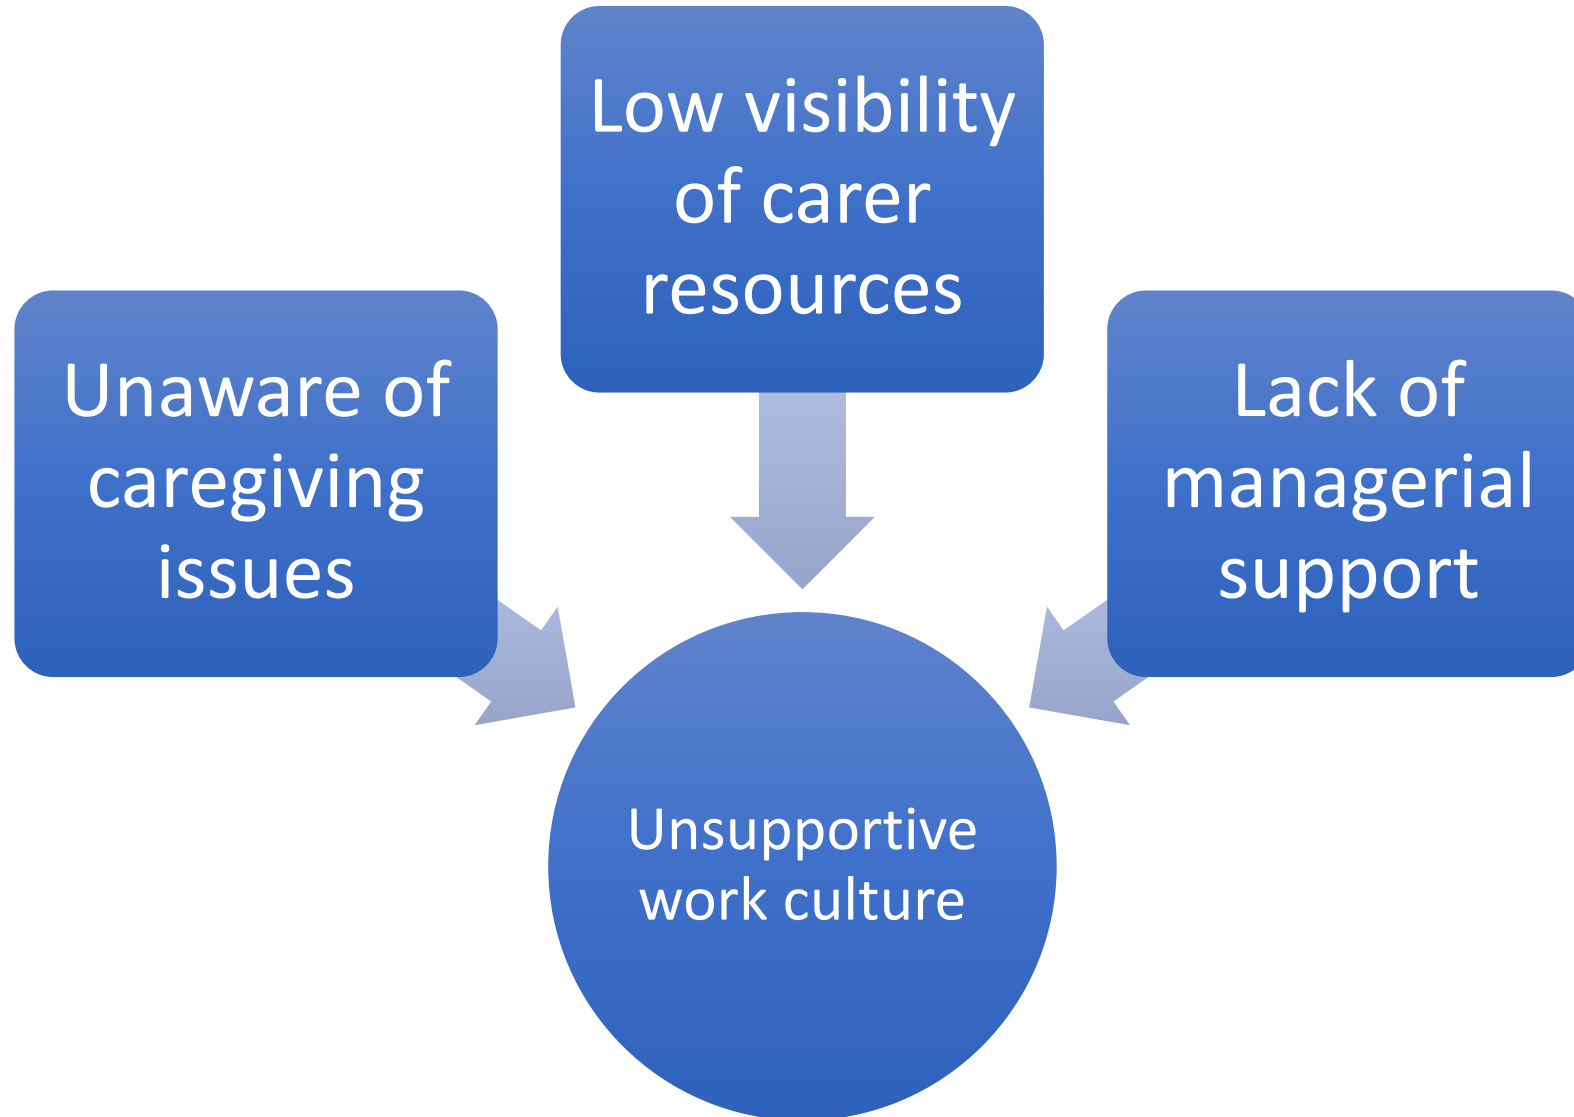 Low visibility
of carer
resources
Unaware of
caregiving
issues
Lack of
managerial
support
Unsupportive
work culture